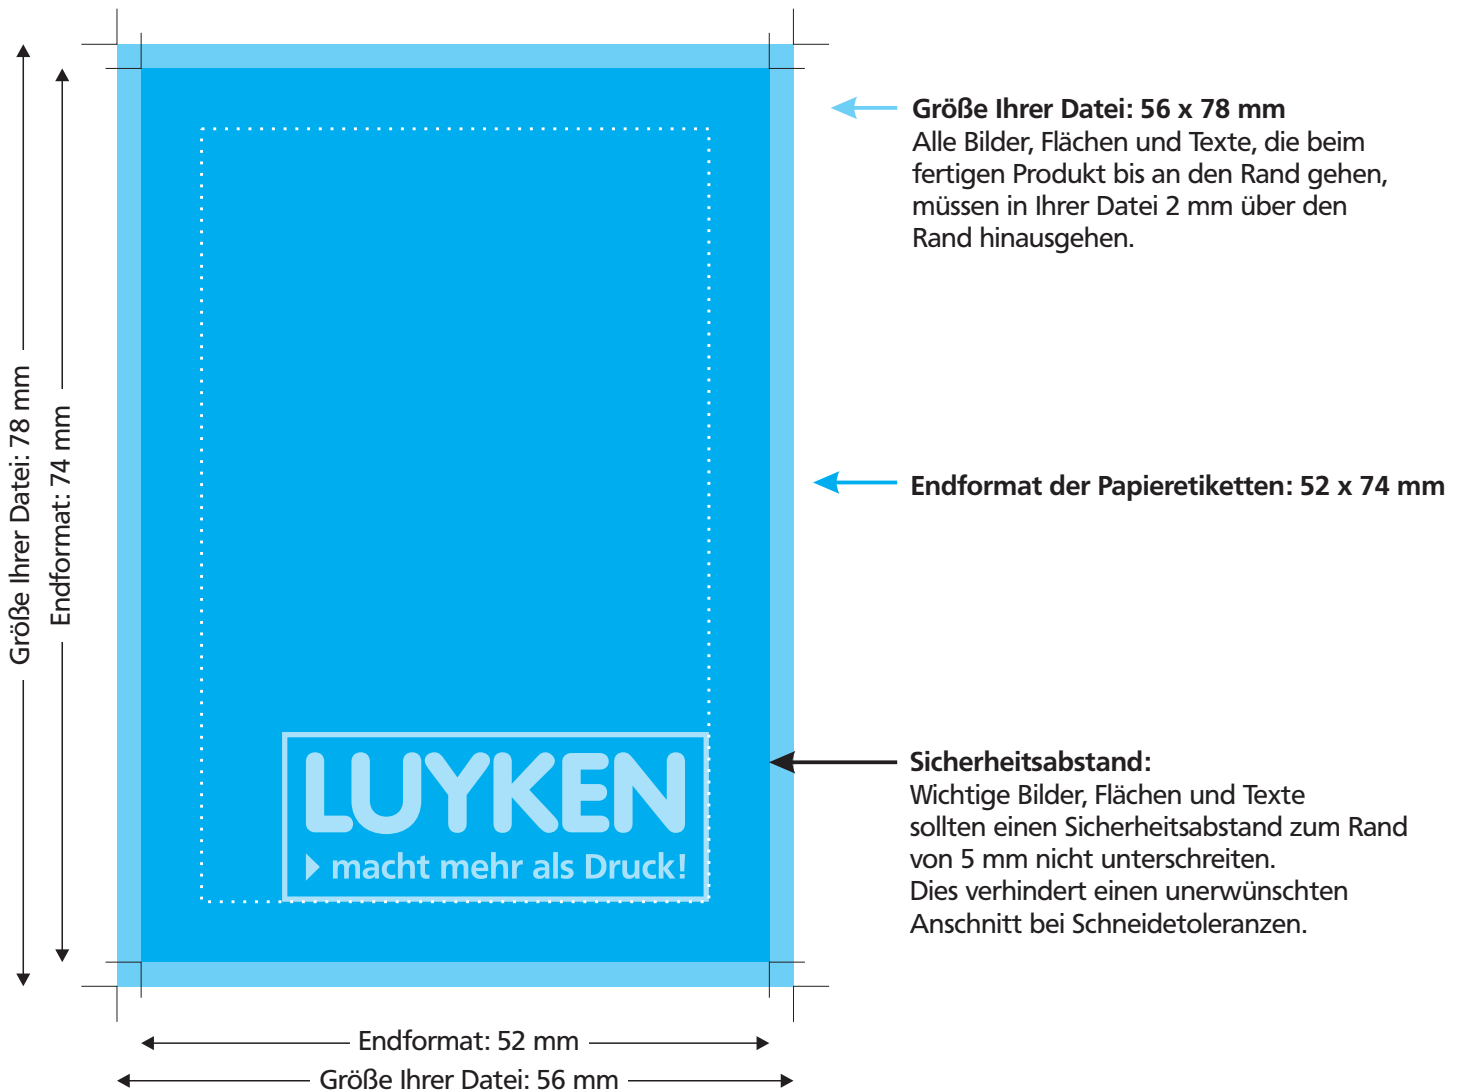 Größe Ihrer Datei: 56 x 78 mm
Alle Bilder, Flächen und Texte, die beim
fertigen Produkt bis an den Rand gehen,
müssen in Ihrer Datei 2 mm über den
Rand hinausgehen.
Größe Ihrer Datei: 78 mm
Endformat: 74 mm
Endformat der Papieretiketten: 52 x 74 mm
LUYKEN
macht mehr als Druck!
Sicherheitsabstand:
Wichtige Bilder, Flächen und Texte
sollten einen Sicherheitsabstand zum Rand
von 5 mm nicht unterschreiten.
Dies verhindert einen unerwünschten
Anschnitt bei Schneidetoleranzen.
Endformat: 52 mm
Größe Ihrer Datei: 56 mm